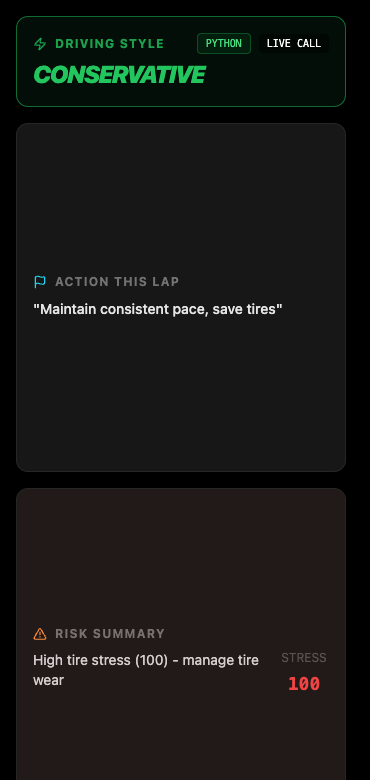 DRIVING STYLE PYTHON LIVE CALL
CONSERVATIVE
ACTION THIS LAP
"Maintain consistent pace, save tires"
RISK SUMMARY
High tire stress (100) - manage tire
wear
STRESS
100